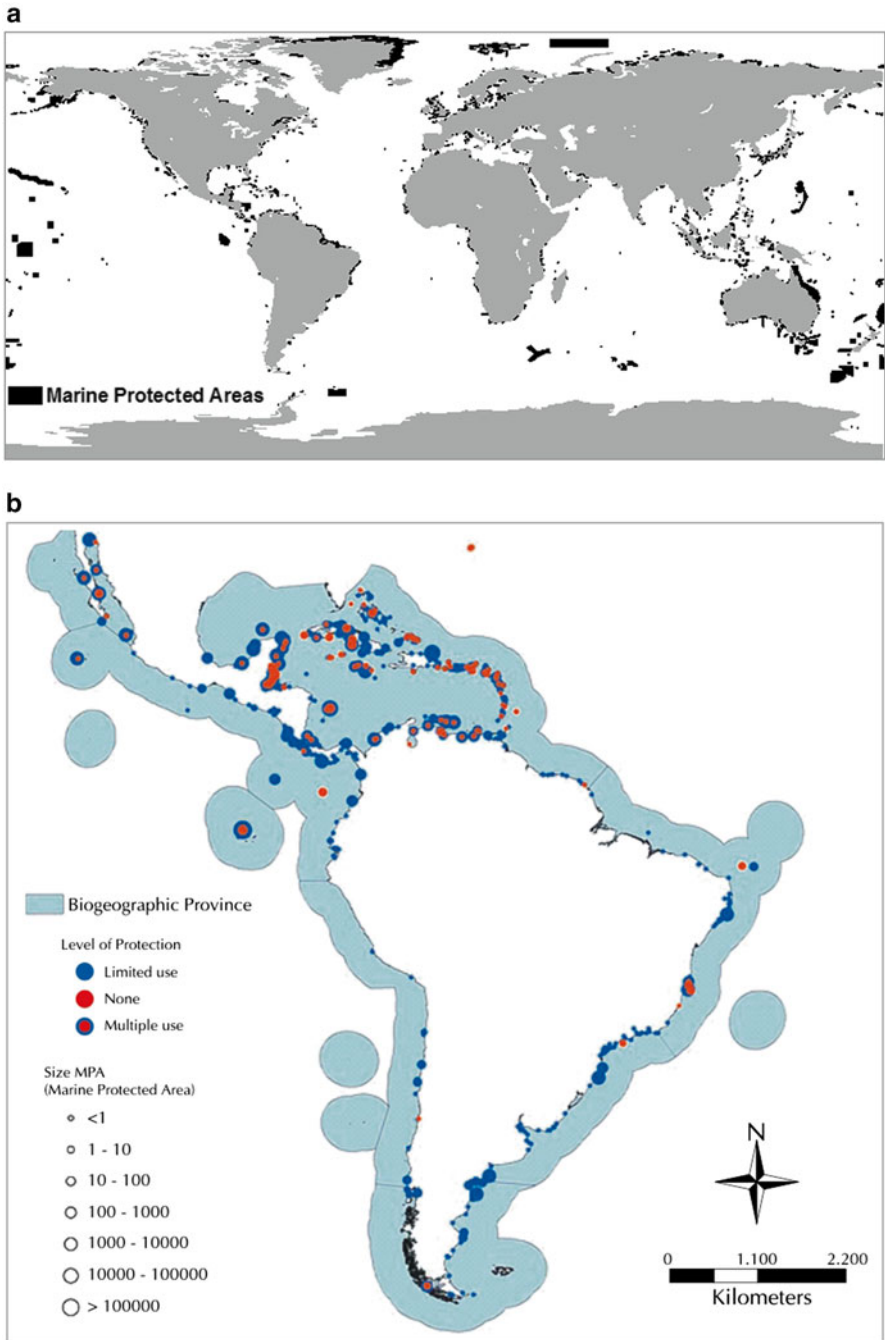 a
Marine Protected Areas
b
Biogeographic Province
Level of Protection
Limited use
None
Multiple use
Size MPA
(Marine Protected Area)
<1
1 - 10
10 - 100
100 - 1000
1000 - 10000
10000 - 100000
> 100000
N
0 1.100 2.200
Kilometers